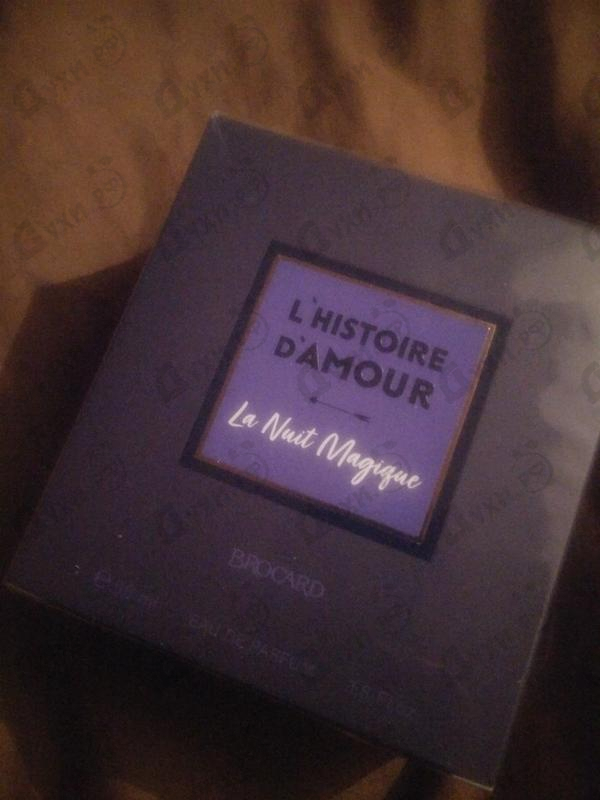 L'HISTOIRE
D'AMOUR
La Nuit Magique
BROCARD
EAU DE PARFUM